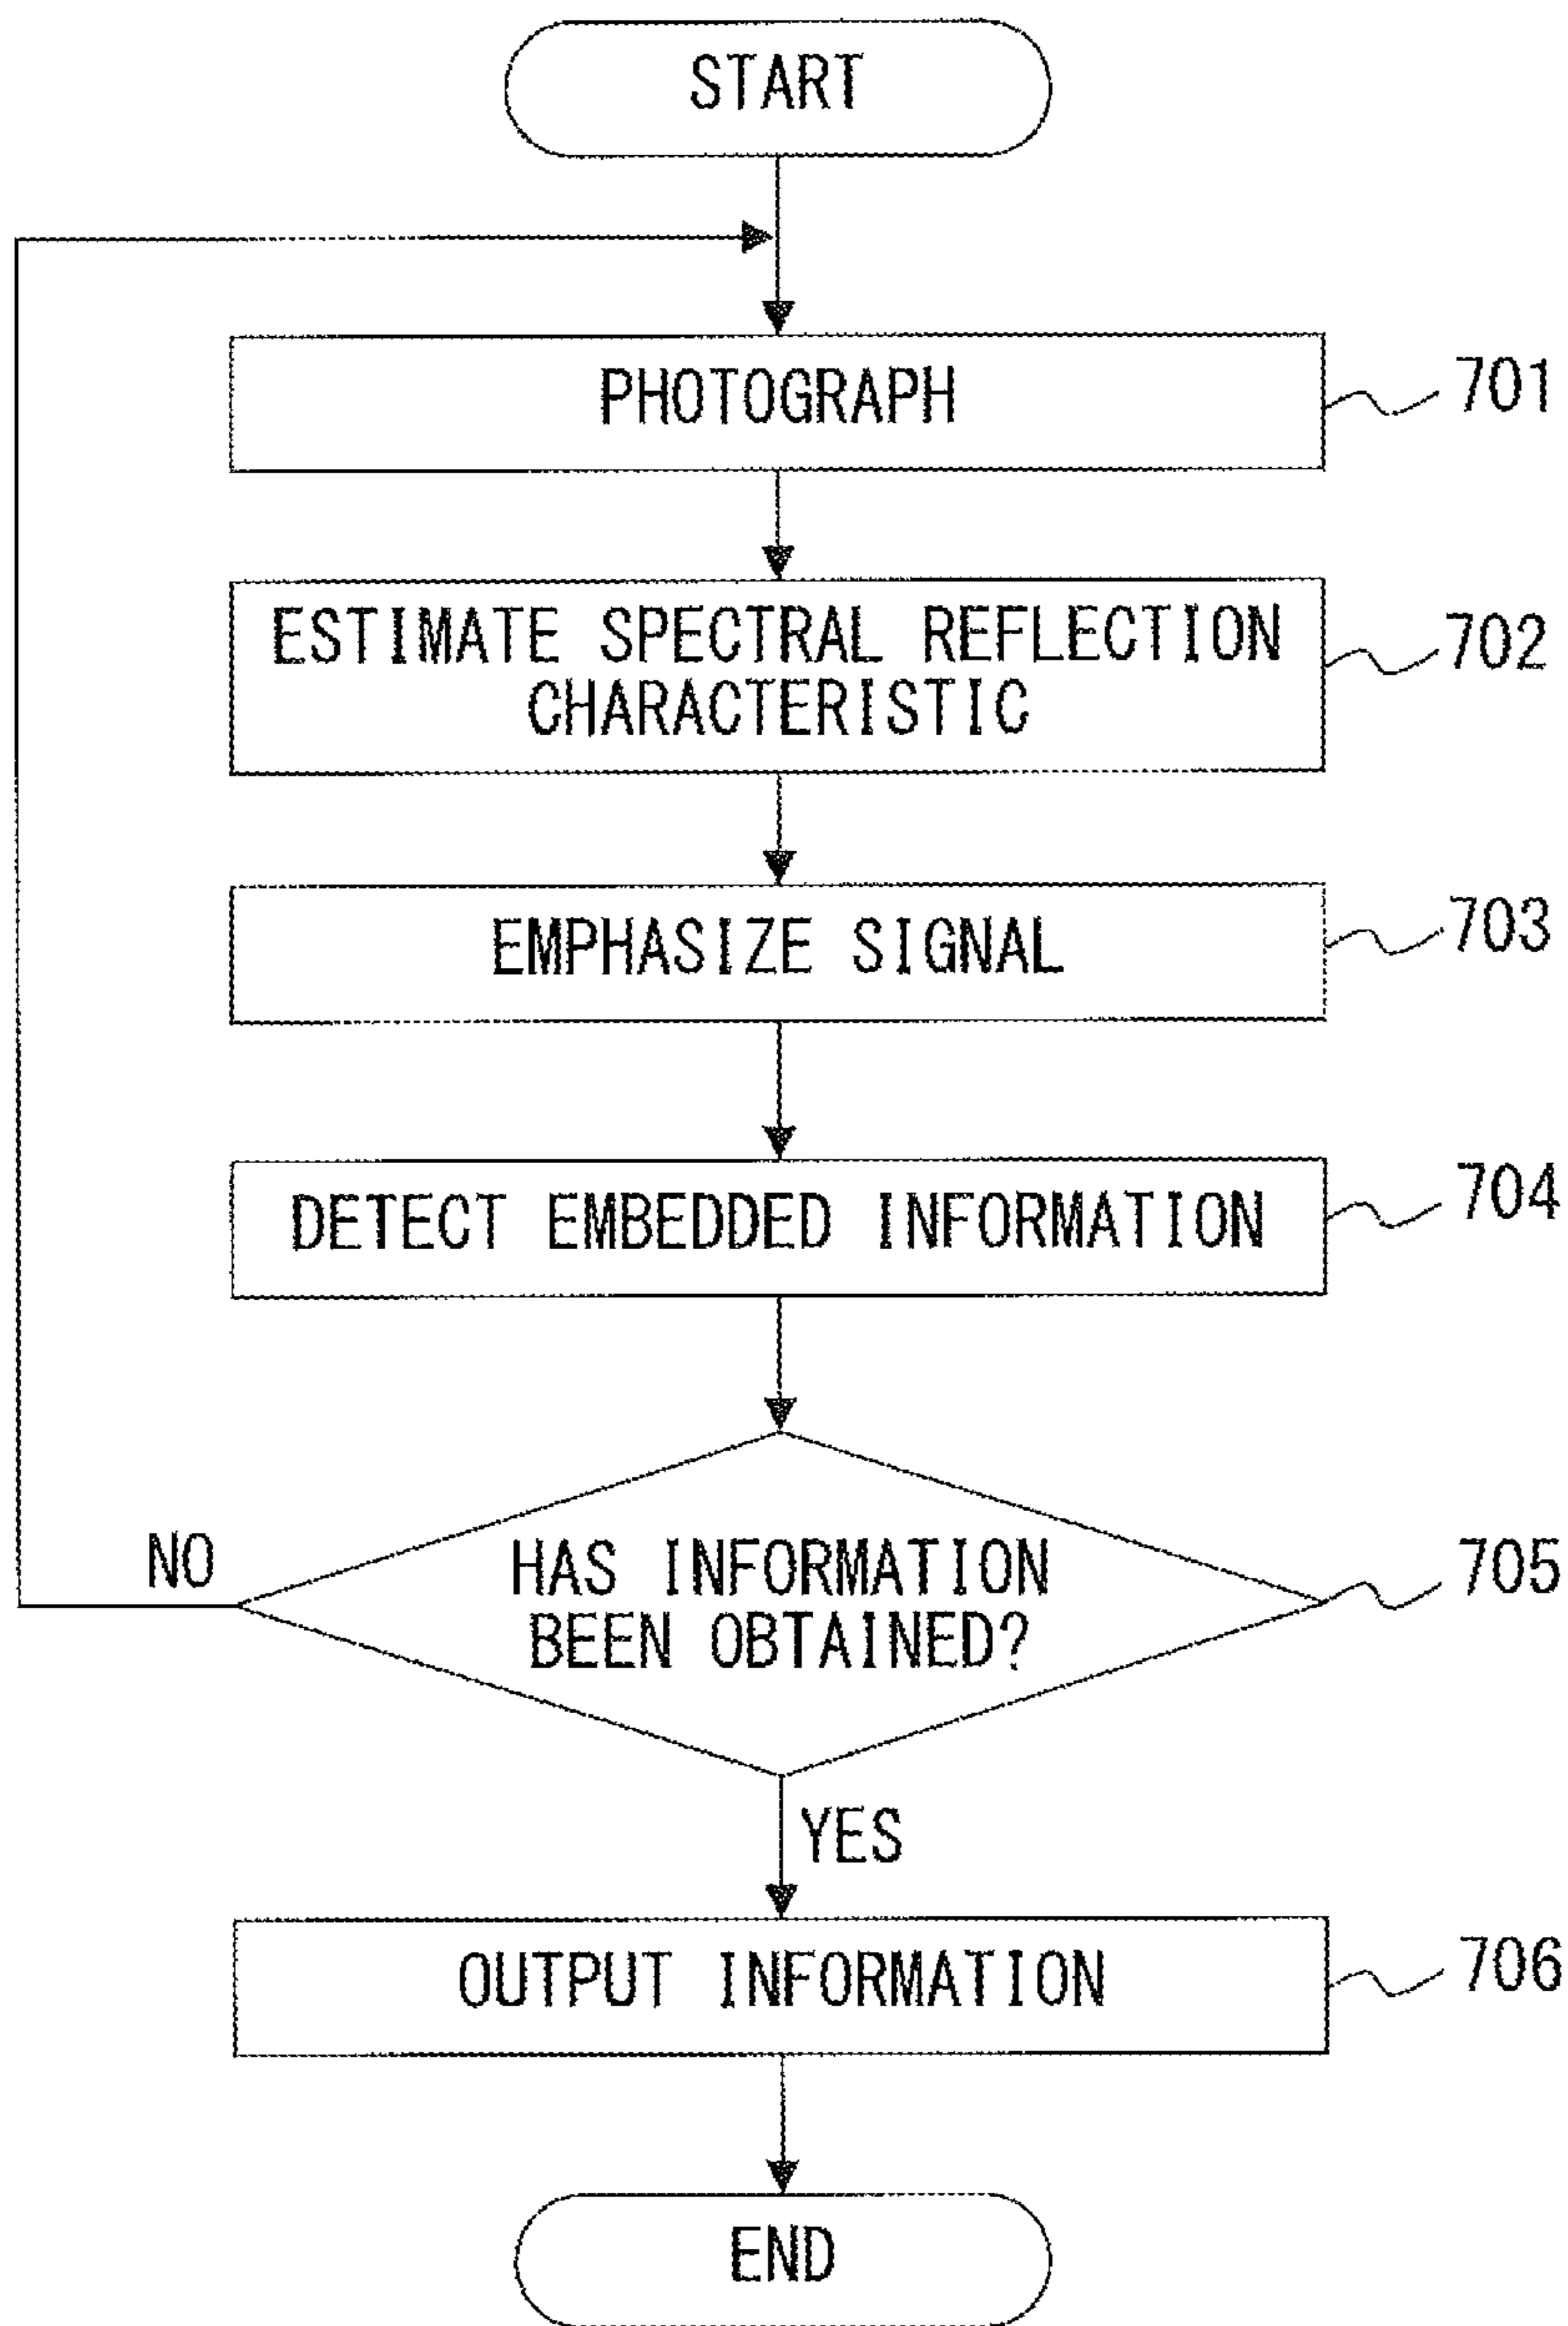 START
PHOTOGRAPH
701
ESTIMATE SPECTRAL REFLECTION
CHARACTERISTIC
702
EMPHASIZE SIGNAL
703
DETECT EMBEDDED INFORMATION
704
HAS INFORMATION
BEEN OBTAINED?
705
NO
YES
OUTPUT INFORMATION
706
END